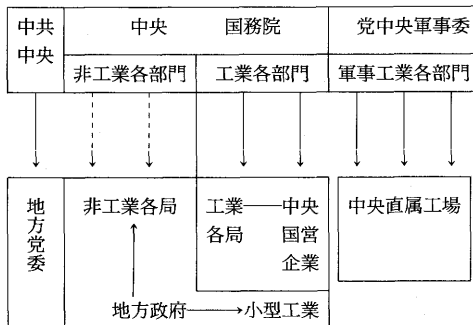 中共 中央 国務院 党中央軍事委
中央
非工業各部門 工業各部門 軍事工業各部門
地方党委 非工業各局 工業──中央 中央直属工場
各局 国営
企業
地方政府 小型工業